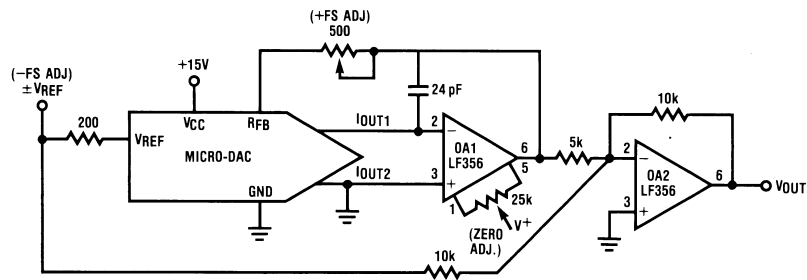 (+FS ADJ)
500
(–FS ADJ)
±VREF
+15V
200
VREF
VCC
RFB
MICRO-DAC
GND
IOUT1
IOUT2
24 pF
2
3
6
5
1
–
+
OA1
LF356
25k
V+
(ZERO
ADJ.)
5k
10k
10k
2
3
6
–
+
OA2
LF356
VOUT